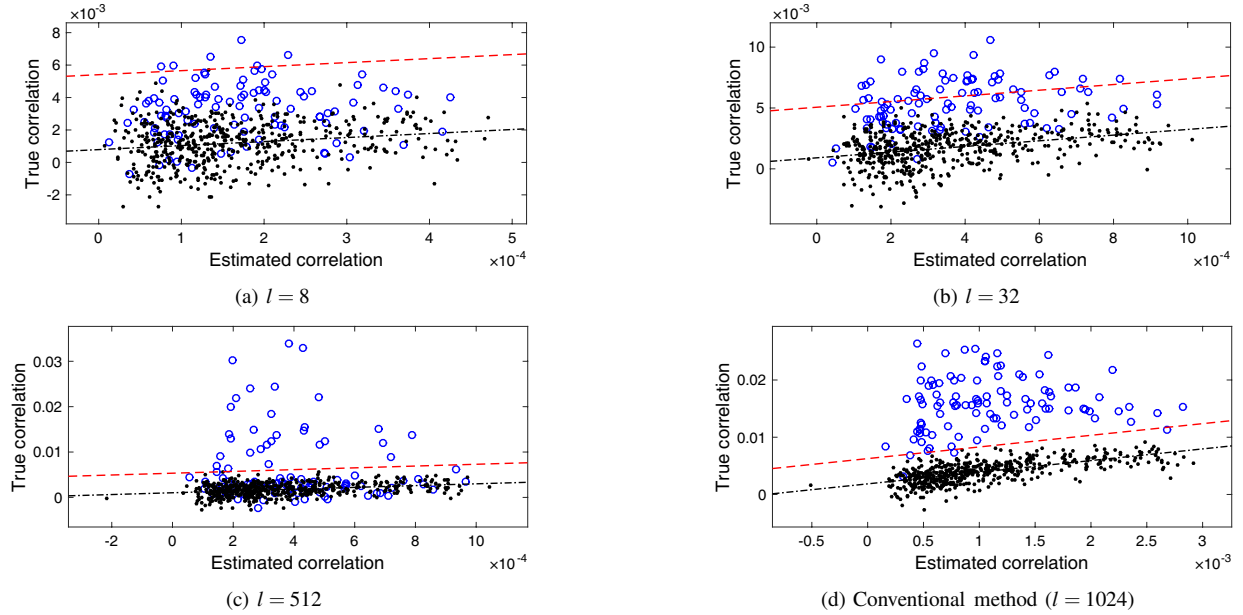 ×10⁻³
8
6
4
2
0
-2
True correlation
0 1 2 3 4 5
Estimated correlation
×10⁻⁴
(a) l = 8
×10⁻³
10
5
0
True correlation
0 2 4 6 8 10
Estimated correlation
×10⁻⁴
(b) l = 32
0.03
0.02
0.01
0
True correlation
-2 0 2 4 6 8 10
Estimated correlation
×10⁻⁴
(c) l = 512
0.02
0.01
0
True correlation
-0.5 0 0.5 1 1.5 2 2.5 3
Estimated correlation
×10⁻³
(d) Conventional method (l = 1024)